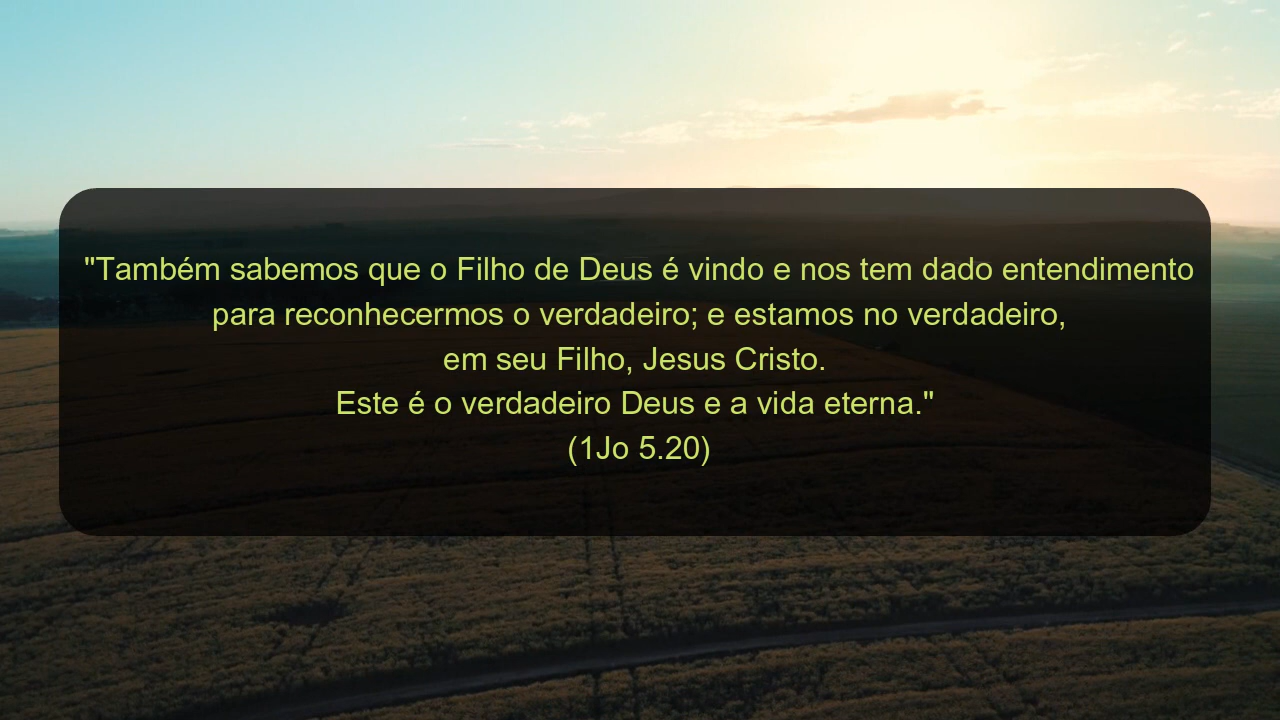 "Também sabemos que o Filho de Deus é vindo e nos tem dado entendimento
para reconhecermos o verdadeiro; e estamos no verdadeiro,
em seu Filho, Jesus Cristo.
Este é o verdadeiro Deus e a vida eterna."
(1Jo 5.20)